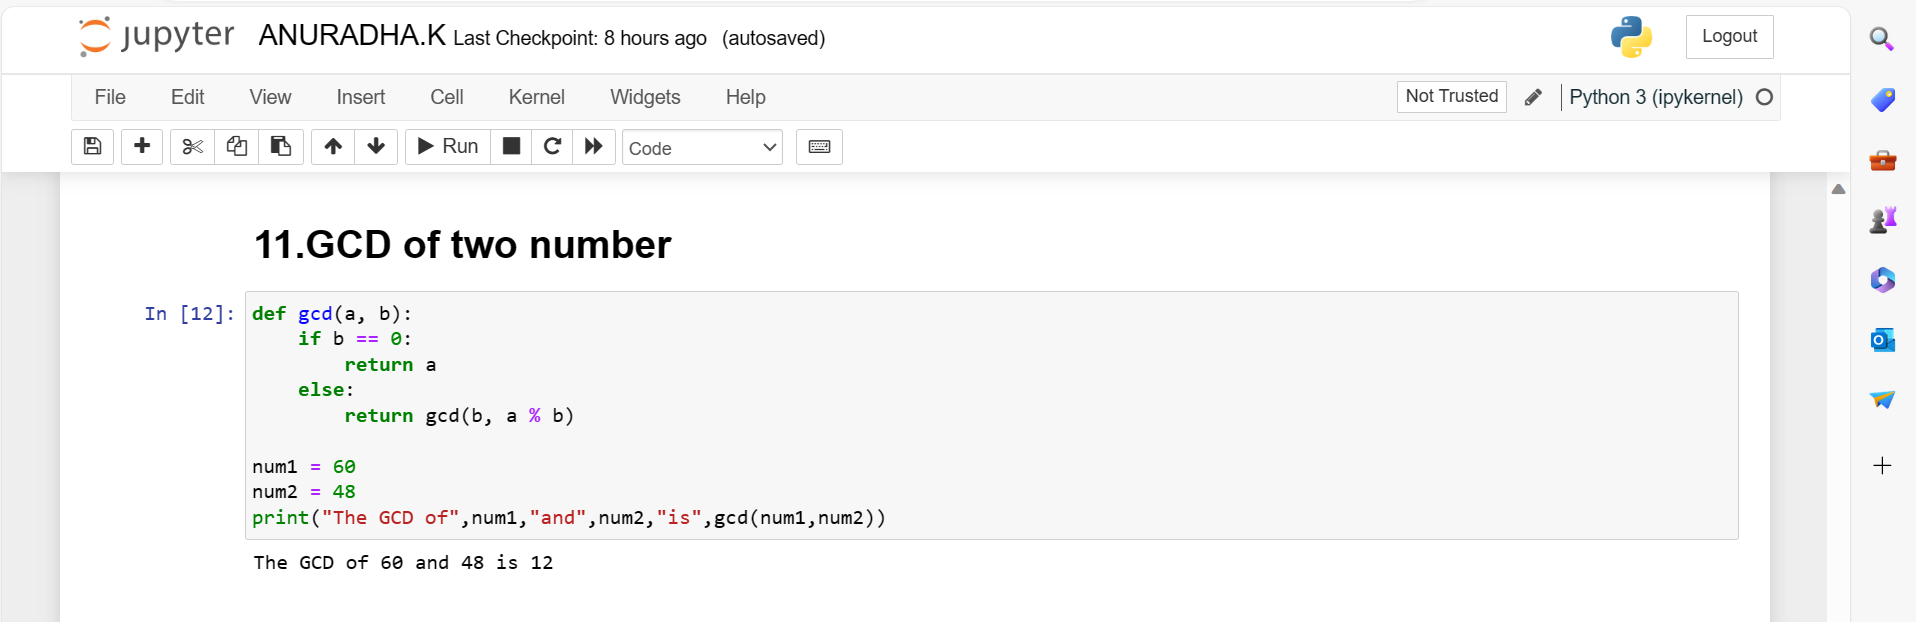 jupyter ANURADHA.K Last Checkpoint: 8 hours ago (autosaved)
Logout
File Edit View Insert Cell Kernel Widgets Help
Not Trusted Python 3 (ipykernel)
Run Code
11.GCD of two number
In [12]:
def gcd(a, b):
    if b == 0:
        return a
    else:
        return gcd(b, a % b)

num1 = 60
num2 = 48
print("The GCD of",num1,"and",num2,"is",gcd(num1,num2))
The GCD of 60 and 48 is 12